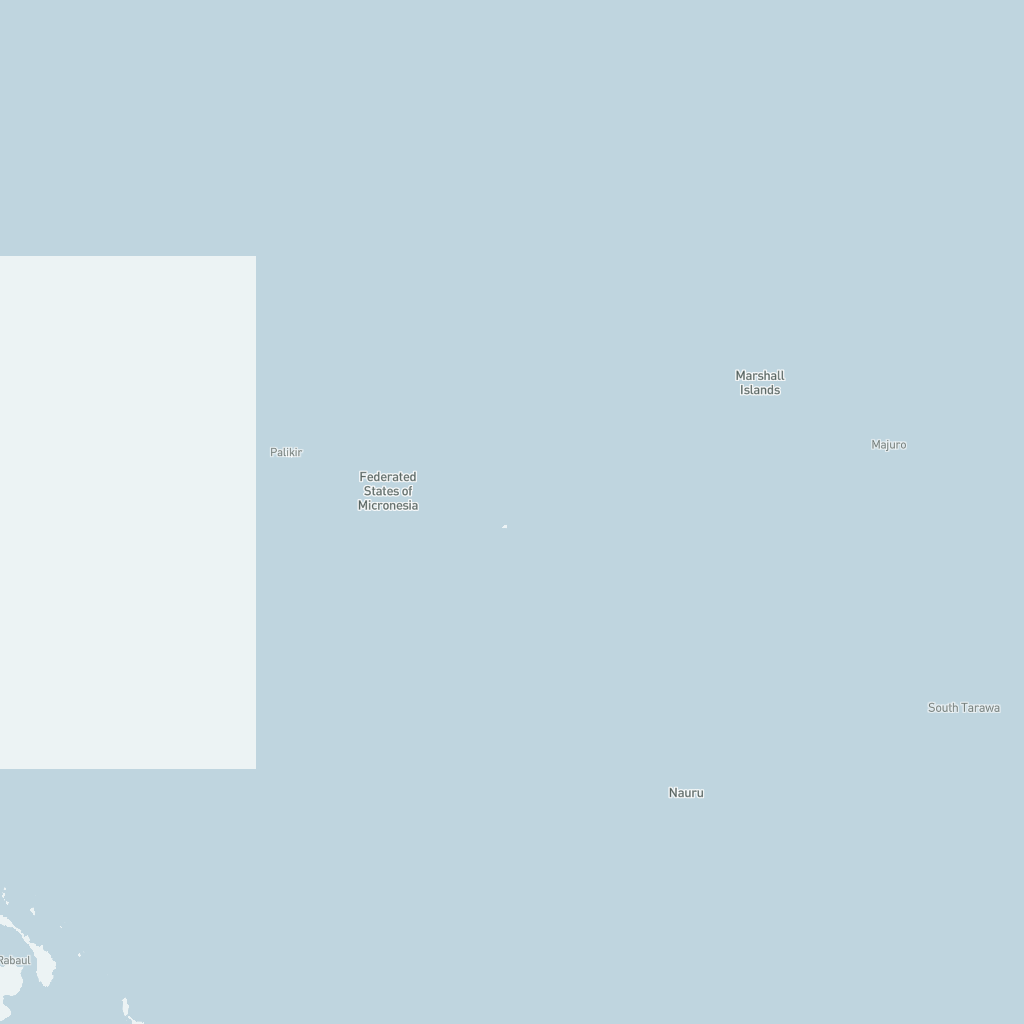 Marshall
Islands
Majuro
Palikir
Federated
States of
Micronesia
South Tarawa
Nauru
Rabaul